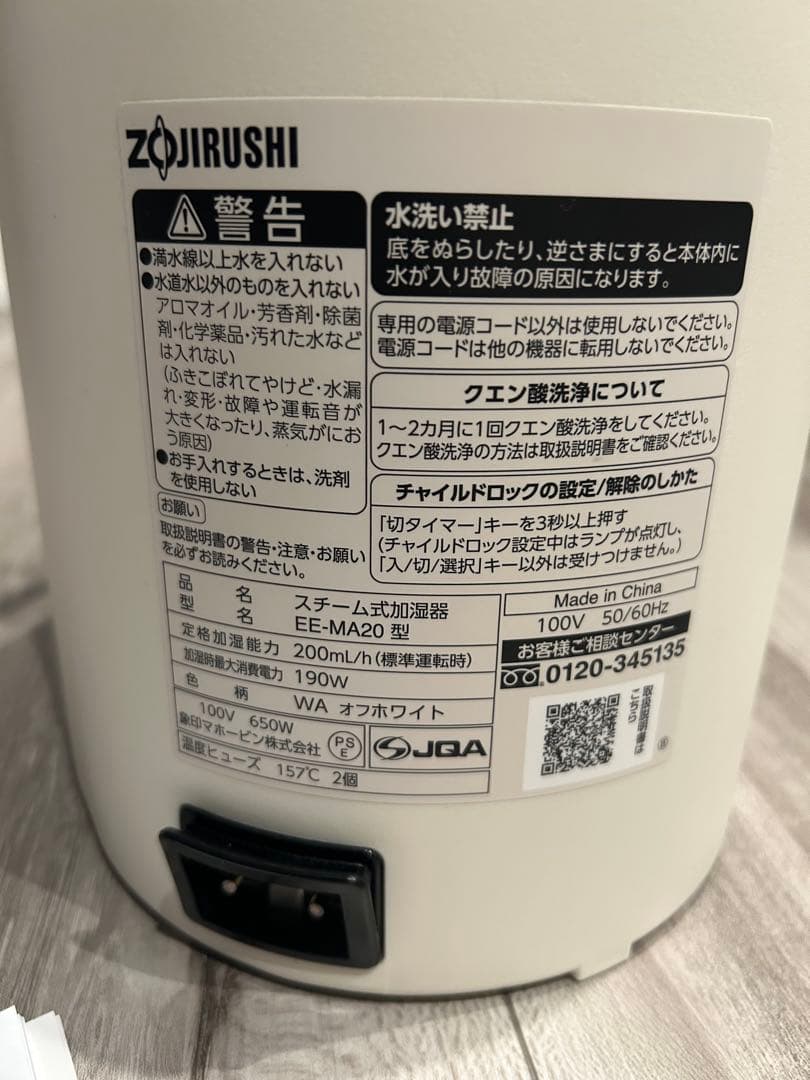 ZOJIRUSHI
警告
●満水線以上水を入れない
●水道水以外のものを入れない
アロマオイル・芳香剤・除菌
剤・化学薬品・汚れた水など
は入れない
(ふきこぼれてやけど・水漏
れ・変形・故障や運転音が
大きくなったり、蒸気がにお
う原因)
●お手入れするときは、洗剤
を使用しない
お願い
取扱説明書の警告・注意・お願い
を必ずお読みください。
水洗い禁止
底をぬらしたり、逆さまにすると本体内に
水が入り故障の原因になります。
専用の電源コード以外は使用しないでください。
電源コードは他の機器に転用しないでください。
クエン酸洗浄について
1〜2カ月に1回クエン酸洗浄をしてください。
クエン酸洗浄の方法は取扱説明書をご確認ください。
チャイルドロックの設定/解除のしかた
「切タイマー」キーを3秒以上押す
(チャイルドロック設定中はランプが点灯し、
「入/切/選択」キー以外は受けつけません。)
品名 スチーム式加湿器
型名 EE-MA20 型
定格加湿能力 200mL/h(標準運転時)
加湿時最大消費電力 190W
色柄 WA オフホワイト
100V 650W
象印マホービン株式会社
PSE
JQA
温度ヒューズ 157℃ 2個
Made in China
100V 50/60Hz
お客様ご相談センター
0120-345135
取扱説明書は
こちら